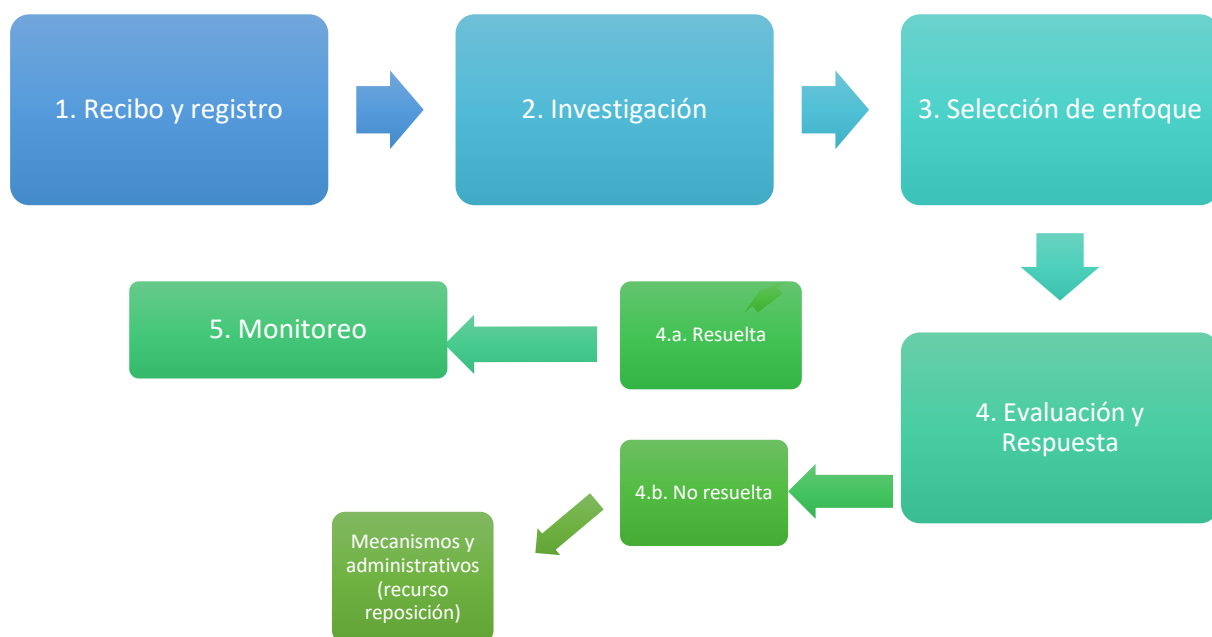 1. Recibo y registro
2. Investigación
3. Selección de enfoque
4. Evaluación y
Respuesta
4.a. Resuelta
5. Monitoreo
4.b. No resuelta
Mecanismos y
administrativos
(recurso
reposición)